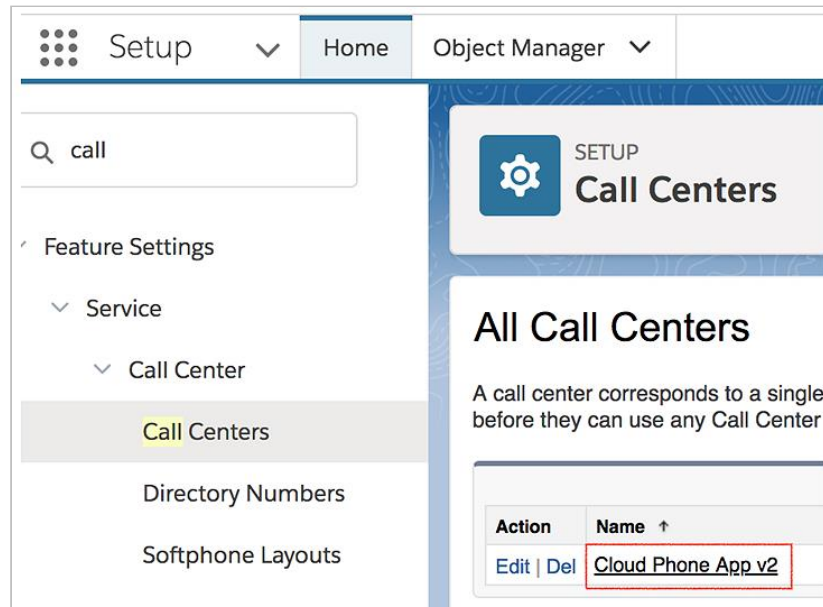 Setup
Home
Object Manager
call
Feature Settings
Service
Call Center
Call Centers
Directory Numbers
Softphone Layouts
SETUP
Call Centers
All Call Centers
A call center corresponds to a single
before they can use any Call Center
Action Name ↑
Edit | Del Cloud Phone App v2